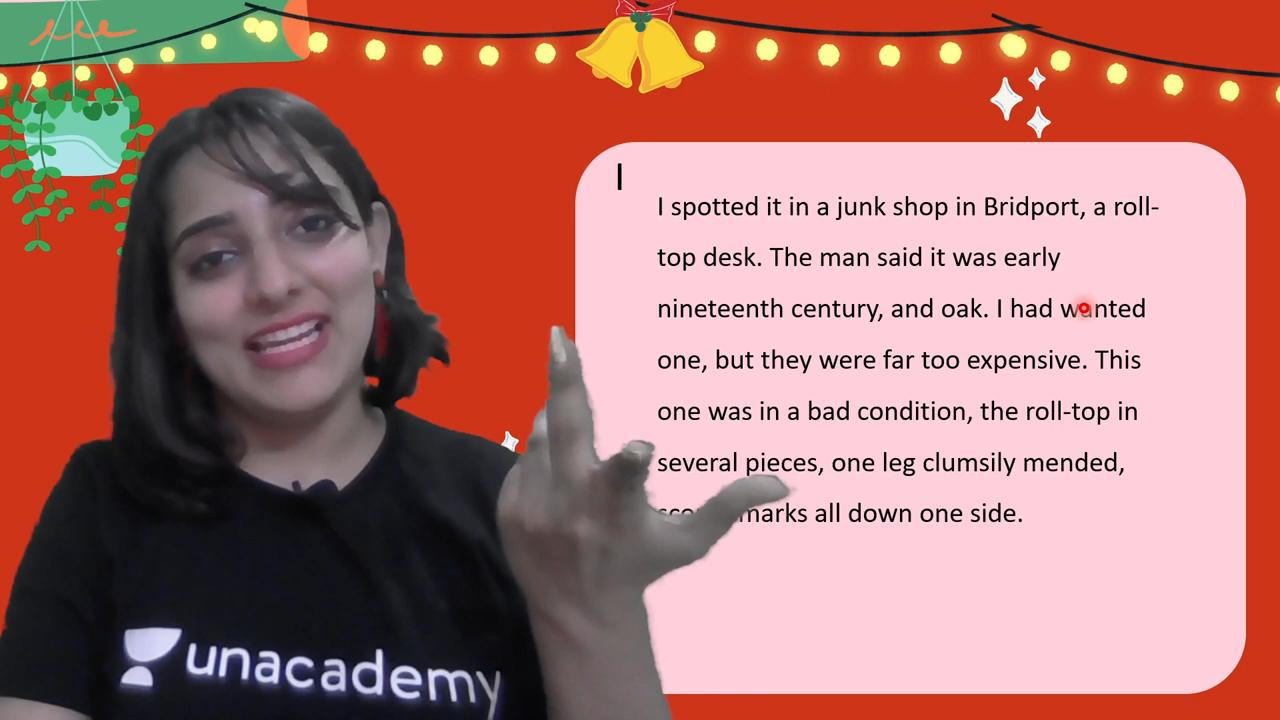 I
I spotted it in a junk shop in Bridport, a roll-
top desk. The man said it was early
nineteenth century, and oak. I had wanted
one, but they were far too expensive. This
one was in a bad condition, the roll-top in
several pieces, one leg clumsily mended,
marks all down one side.
unacademy